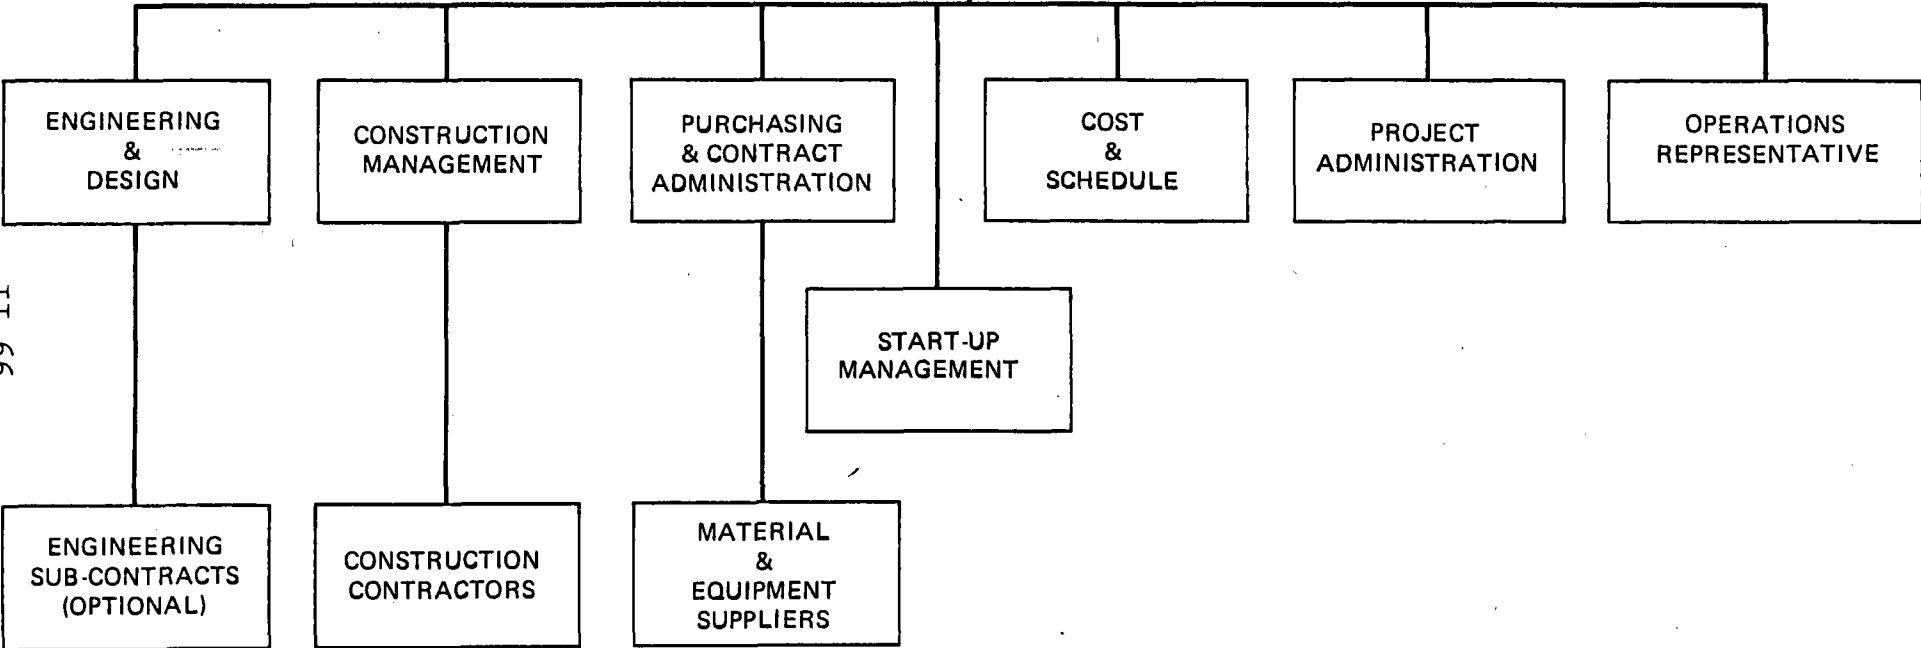 ENGINEERING
&
DESIGN
CONSTRUCTION
MANAGEMENT
PURCHASING
& CONTRACT
ADMINISTRATION
COST
&
SCHEDULE
PROJECT
ADMINISTRATION
OPERATIONS
REPRESENTATIVE
START-UP
MANAGEMENT
ENGINEERING
SUB-CONTRACTS
(OPTIONAL)
CONSTRUCTION
CONTRACTORS
MATERIAL
&
EQUIPMENT
SUPPLIERS